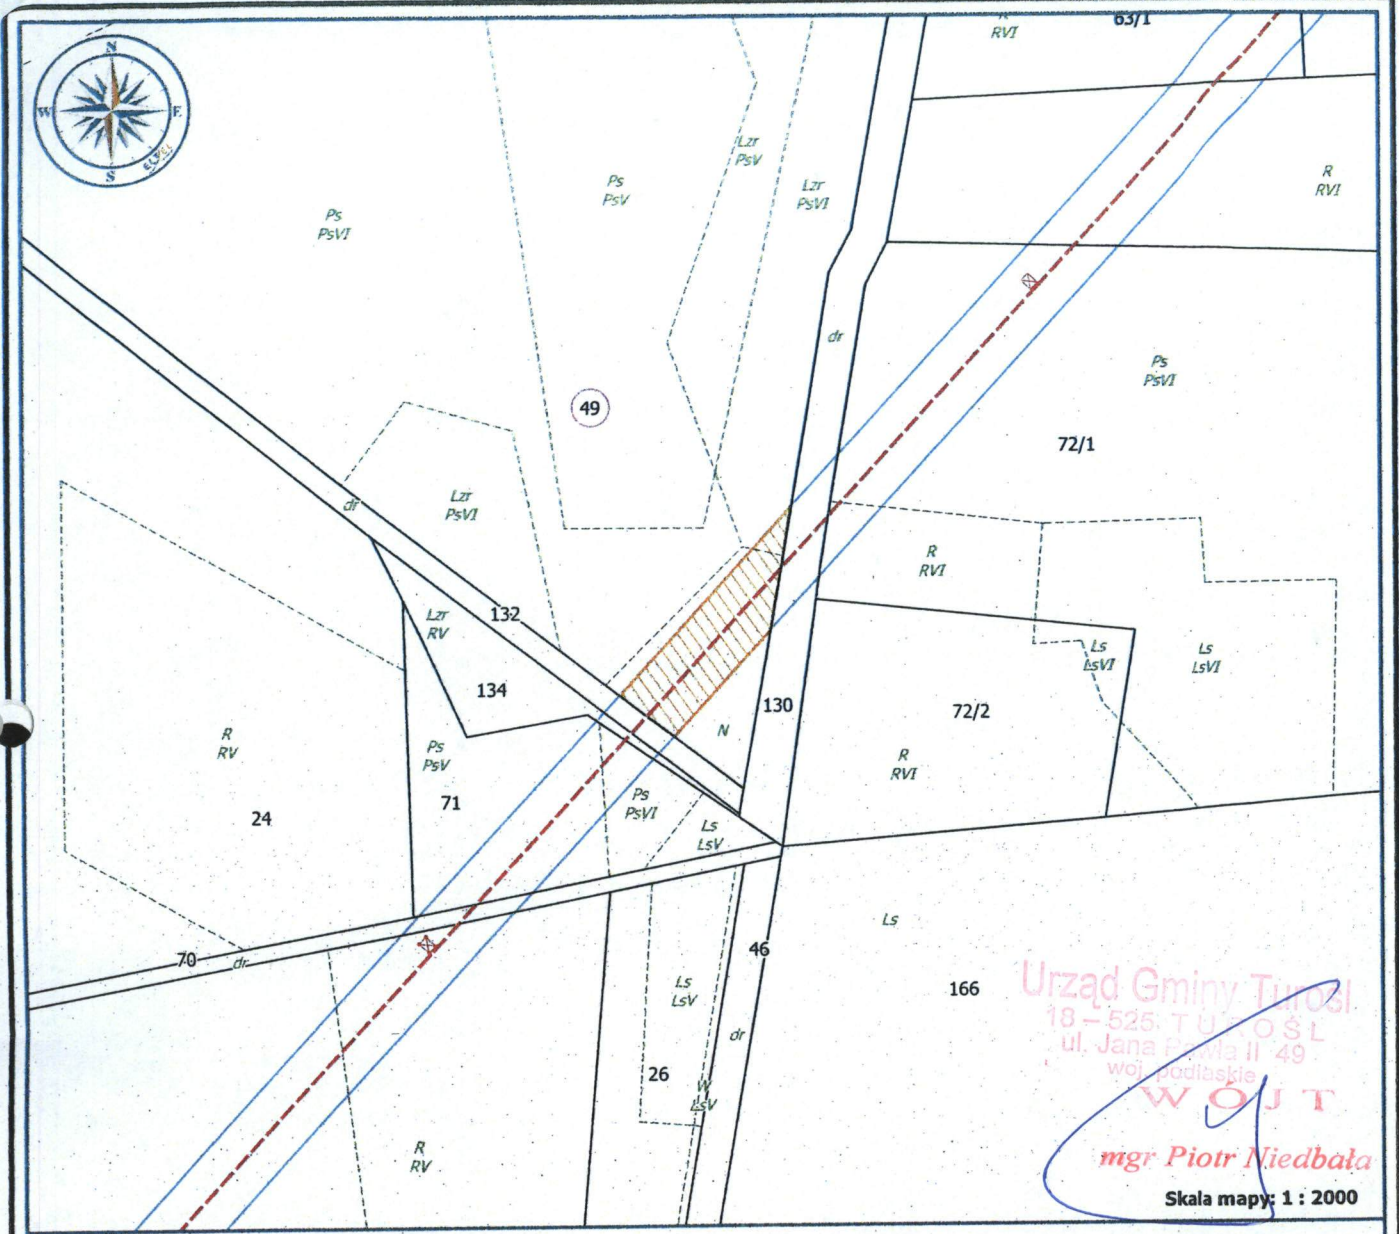 N
W
E
S
RVI
63/1
Lzr
PsV
Ps
PsV
Lzr
PsVI
R
RVI
Ps
PsVI
dr
Ps
PsVI
49
72/1
Lzr
PsVI
dr
R
RVI
132
Lzr
RV
Ls
LsVI
Ls
LsVI
134
130
72/2
N
R
RV
Ps
PsV
R
RVI
71
Ps
PsVI
24
Ls
LsV
Ls
46
70
dr
166
Ls
LsV
dr
26
W
LsV
R
RV
Urząd Gminy Turośl
18 – 525 TUROŚL
ul. Jana Pawła II 49
woj. podlaskie
WÓJT
mgr Piotr Niedbała
Skala mapy: 1 : 2000